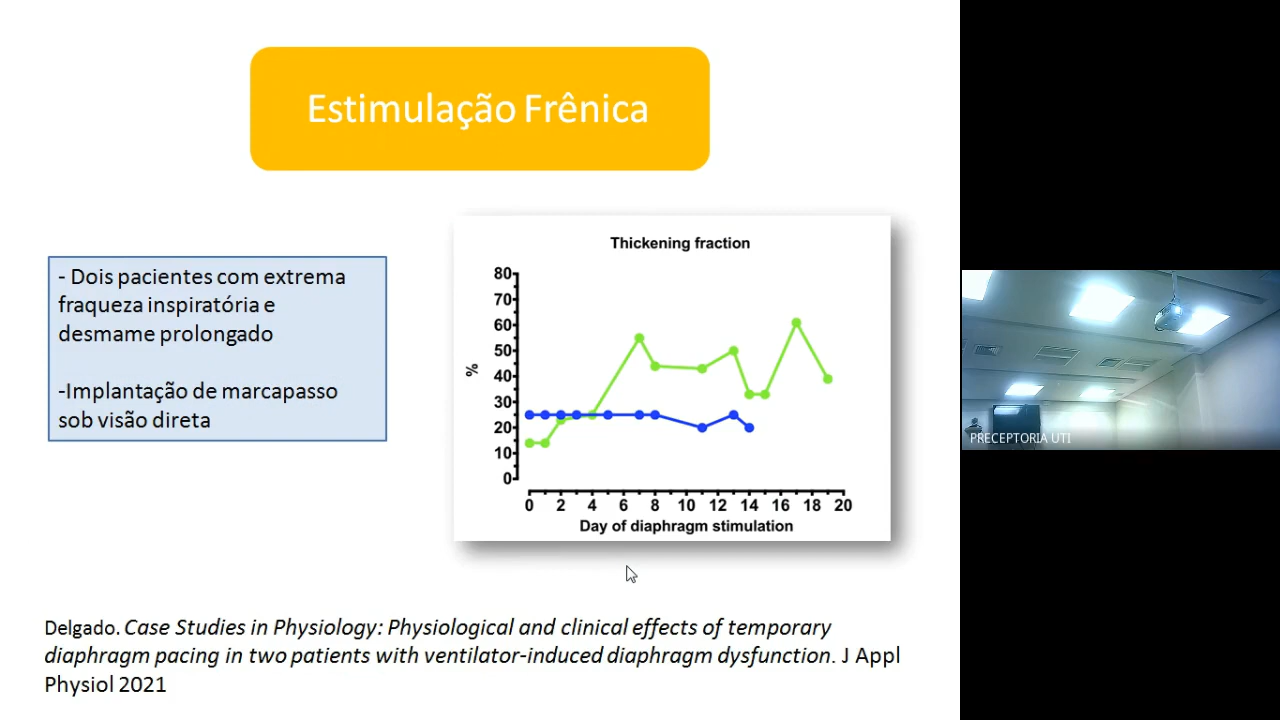 Estimulação Frênica
- Dois pacientes com extrema
fraqueza inspiratória e
desmame prolongado
-Implantação de marcapasso
sob visão direta
Thickening fraction
80
70
60
50
40
30
20
10
0
%
0 2 4 6 8 10 12 14 16 18 20
Day of diaphragm stimulation
PRECEPTORIA UTI
Delgado. Case Studies in Physiology: Physiological and clinical effects of temporary
diaphragm pacing in two patients with ventilator-induced diaphragm dysfunction. J Appl
Physiol 2021